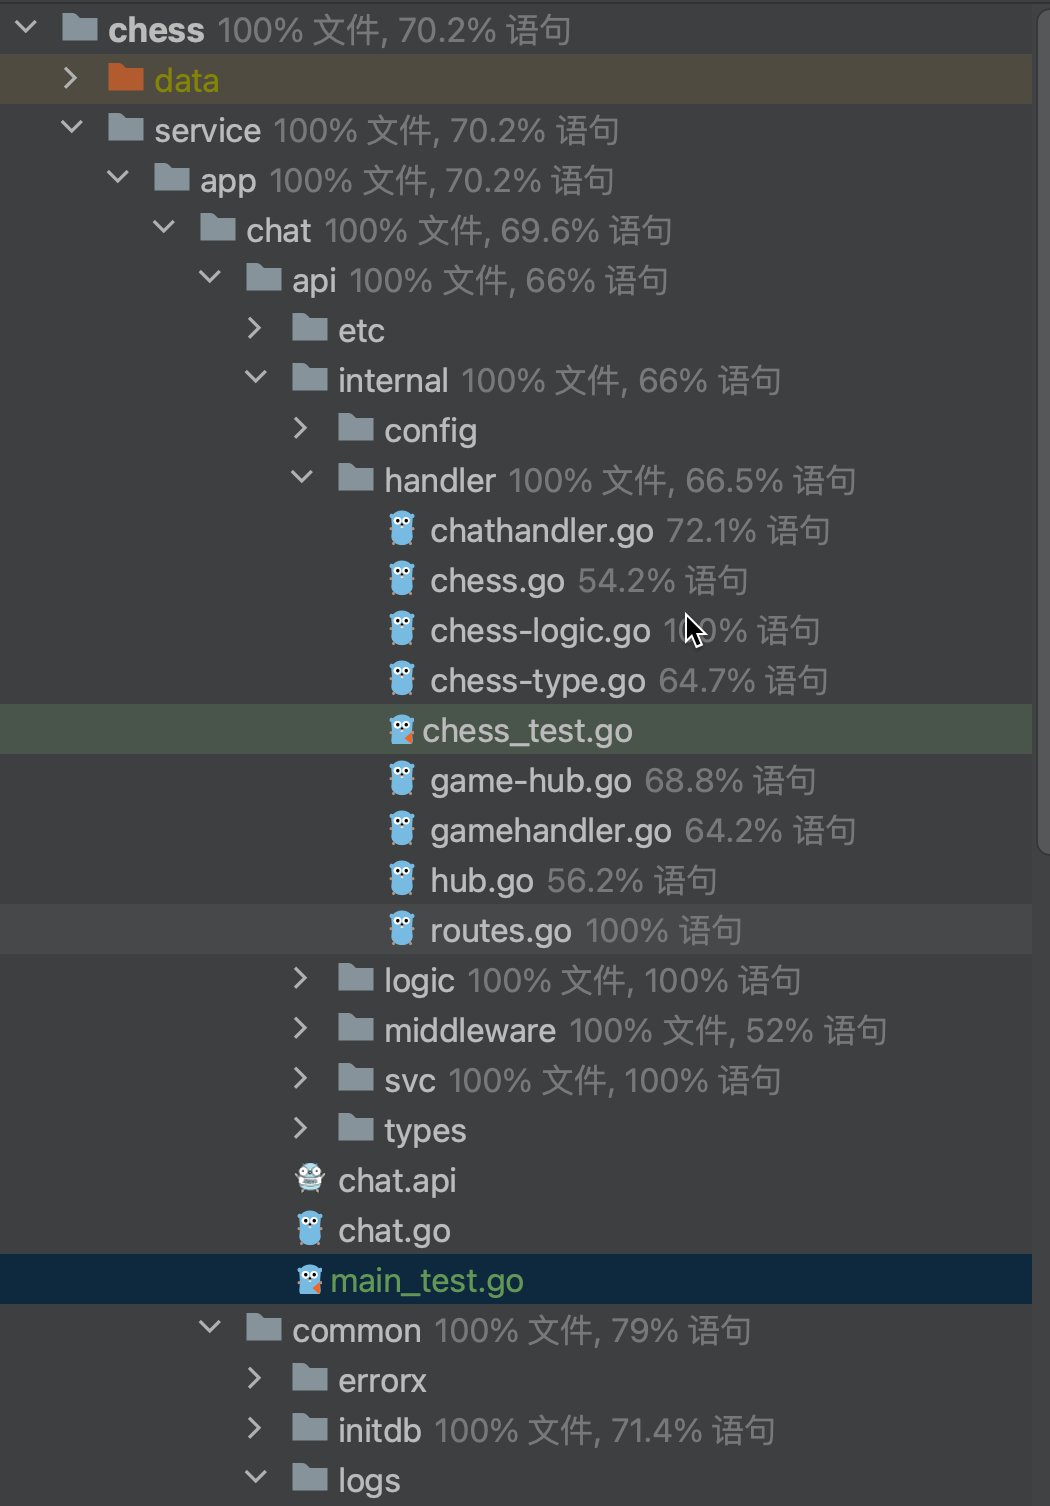 chess 100% 文件, 70.2% 语句
data
service 100% 文件, 70.2% 语句
app 100% 文件, 70.2% 语句
chat 100% 文件, 69.6% 语句
api 100% 文件, 66% 语句
etc
internal 100% 文件, 66% 语句
config
handler 100% 文件, 66.5% 语句
chathandler.go 72.1% 语句
chess.go 54.2% 语句
chess-logic.go 100% 语句
chess-type.go 64.7% 语句
chess_test.go
game-hub.go 68.8% 语句
gamehandler.go 64.2% 语句
hub.go 56.2% 语句
routes.go 100% 语句
logic 100% 文件, 100% 语句
middleware 100% 文件, 52% 语句
svc 100% 文件, 100% 语句
types
chat.api
chat.go
main_test.go
common 100% 文件, 79% 语句
errorx
initdb 100% 文件, 71.4% 语句
logs